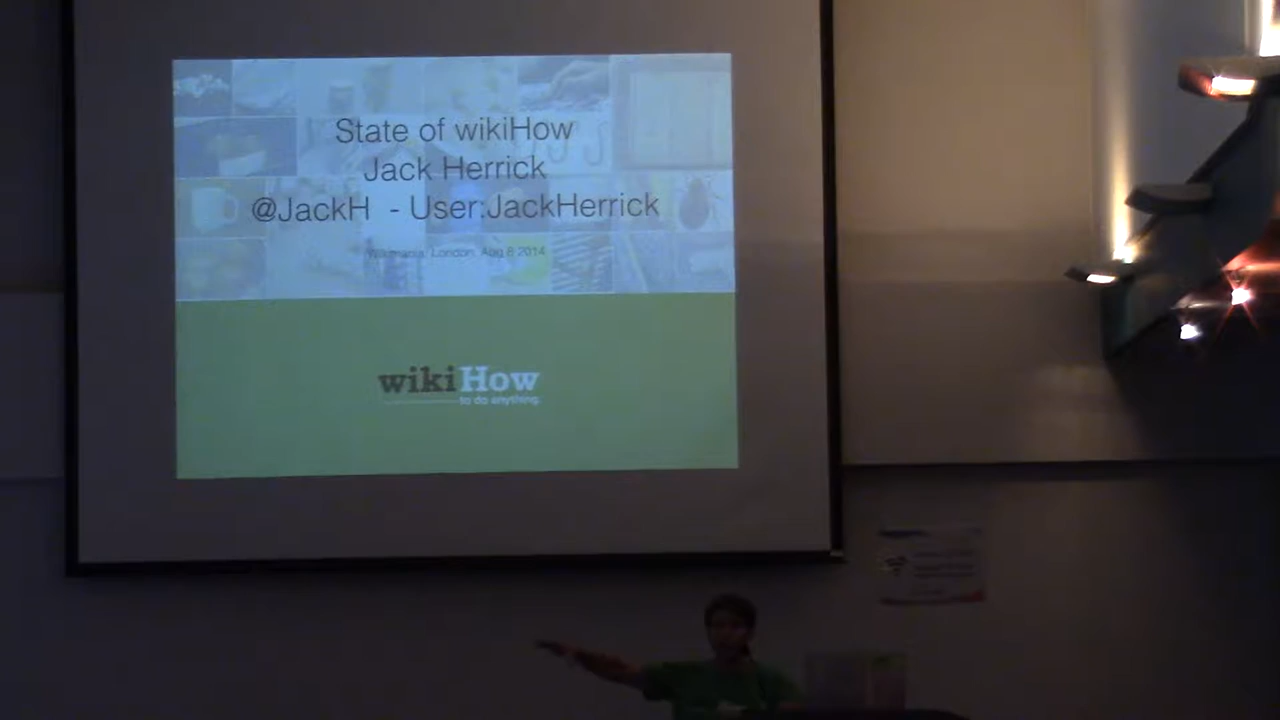 State of wikiHow
Jack Herrick
@JackH - User:JackHerrick
Wikimania, London, Aug 8 2014
wikiHow
to do anything